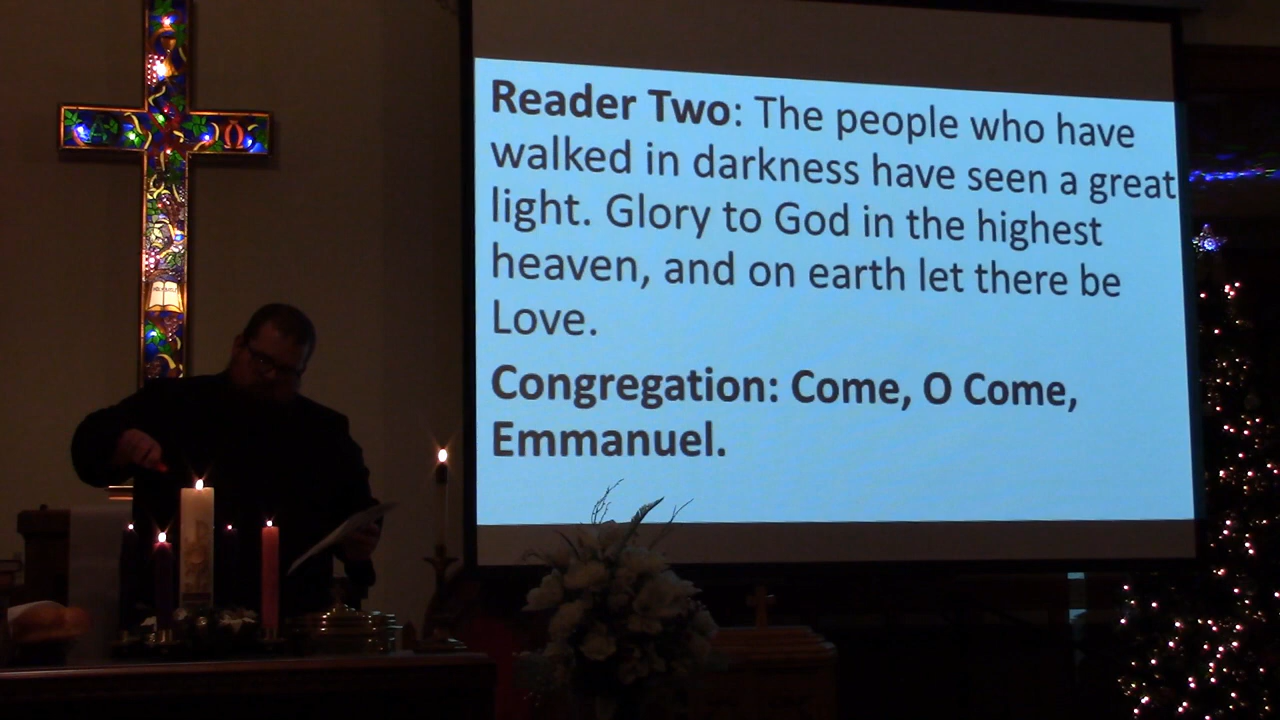 Reader Two: The people who have
walked in darkness have seen a great
light. Glory to God in the highest
heaven, and on earth let there be
Love.
Congregation: Come, O Come,
Emmanuel.